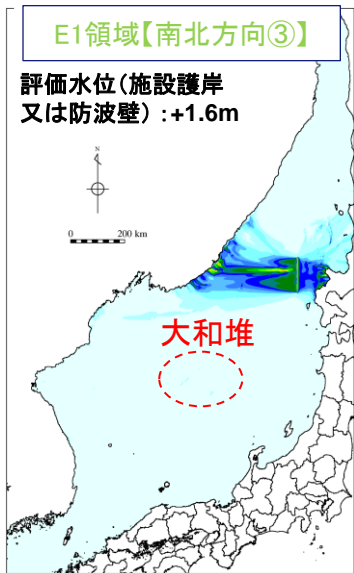 E1領域【南北方向③】
評価水位(施設護岸
又は防波壁) :+1.6m
N
0 200 km
大和堆